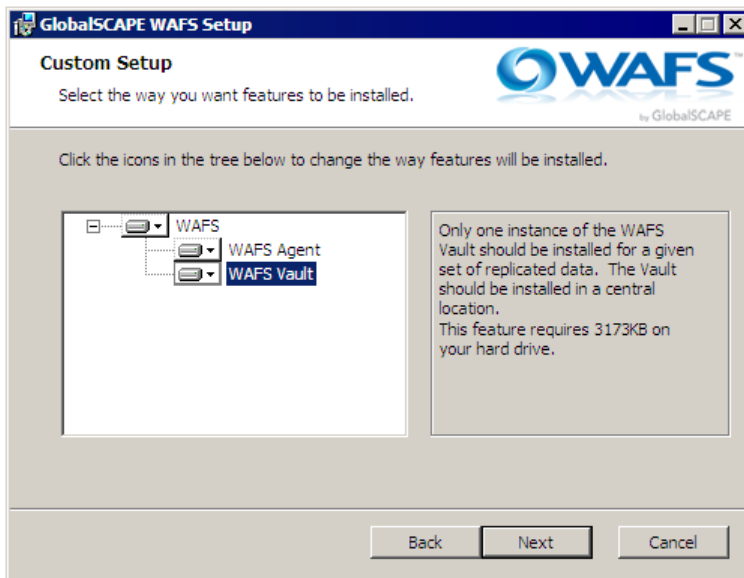 GlobalSCAPE WAFS Setup
Custom Setup
Select the way you want features to be installed.
WAFS™
by GlobalSCAPE
Click the icons in the tree below to change the way features will be installed.
WAFS
WAFS Agent
WAFS Vault
Only one instance of the WAFS
Vault should be installed for a given
set of replicated data. The Vault
should be installed in a central
location.
This feature requires 3173KB on
your hard drive.
Back
Next
Cancel